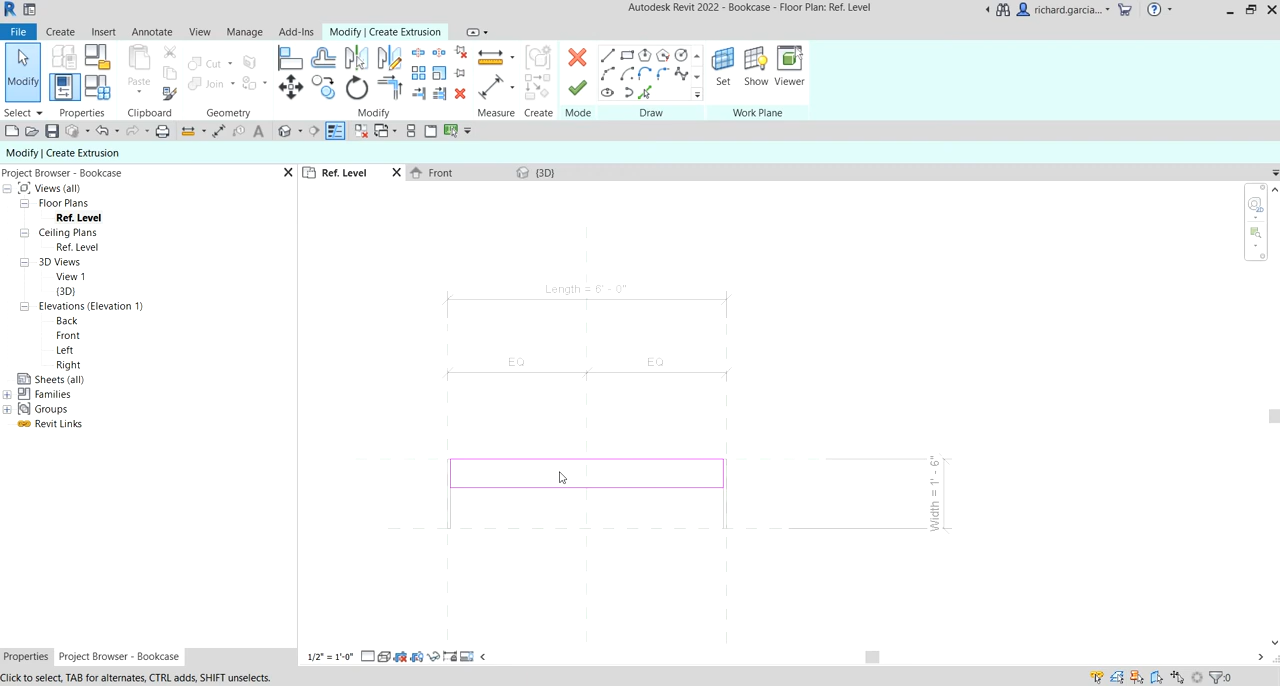 Autodesk Revit 2022 - Bookcase - Floor Plan: Ref. Level
richard.garcia...
File Create Insert Annotate View Manage Add-Ins Modify | Create Extrusion
Modify Paste Cut Join Set Show Viewer
Select Properties Clipboard Geometry Modify Measure Create Mode Draw Work Plane
Modify | Create Extrusion
Project Browser - Bookcase
Ref. Level Front {3D}
Views (all)
Floor Plans
Ref. Level
Ceiling Plans
Ref. Level
3D Views
View 1
{3D}
Elevations (Elevation 1)
Back
Front
Left
Right
Sheets (all)
Families
Groups
Revit Links
Length = 6' - 0"
EQ EQ
Width = 1' - 6"
Properties Project Browser - Bookcase
1/2" = 1'-0"
Click to select, TAB for alternates, CTRL adds, SHIFT unselects.
:0